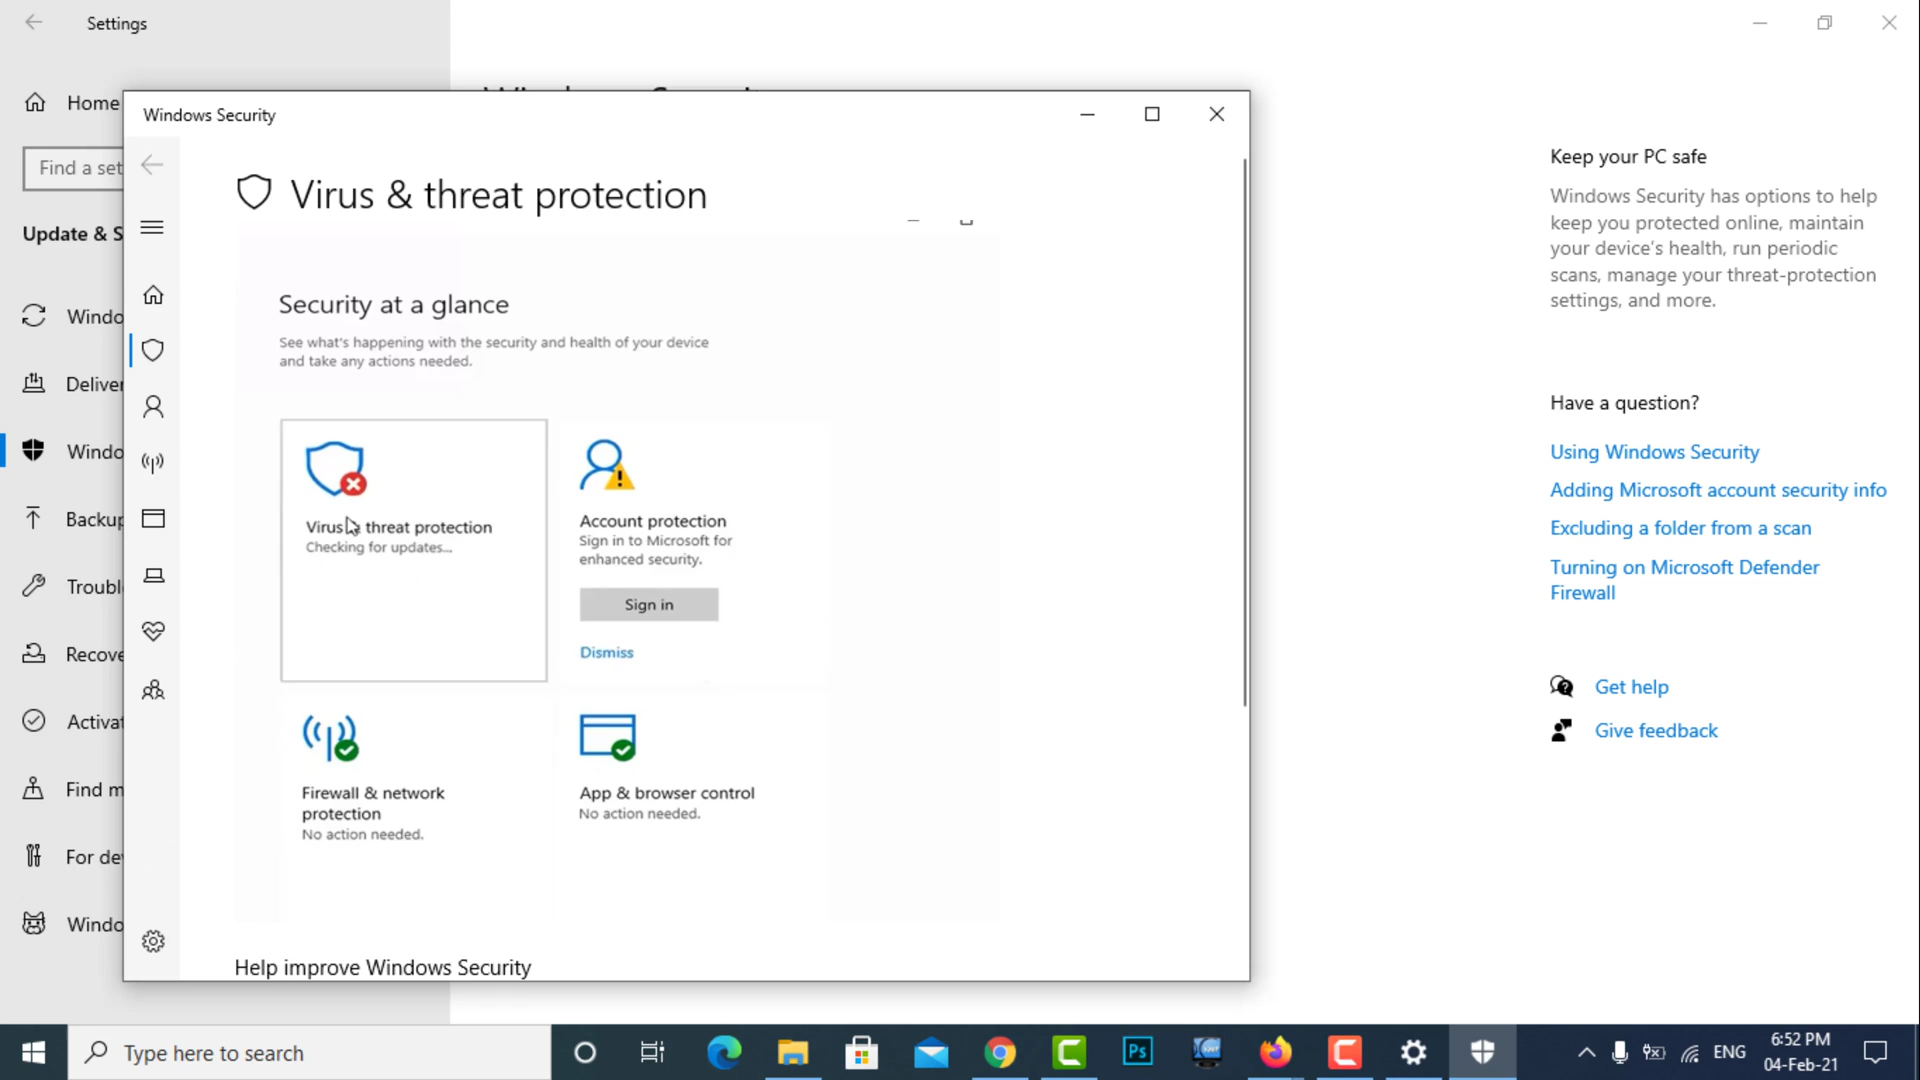 Settings
Home
Find a set
Update & S
Windo
Deliver
Windo
Backup
Troubl
Recove
Activat
Find m
For de
Windo
Windows Security
Virus & threat protection
Security at a glance
See what's happening with the security and health of your device
and take any actions needed.
Virus & threat protection
Checking for updates...
Account protection
Sign in to Microsoft for
enhanced security.
Sign in
Dismiss
Firewall & network
protection
No action needed.
App & browser control
No action needed.
Help improve Windows Security
Keep your PC safe
Windows Security has options to help
keep you protected online, maintain
your device's health, run periodic
scans, manage your threat-protection
settings, and more.
Have a question?
Using Windows Security
Adding Microsoft account security info
Excluding a folder from a scan
Turning on Microsoft Defender
Firewall
Get help
Give feedback
Type here to search
Ps
ENG
6:52 PM
04-Feb-21